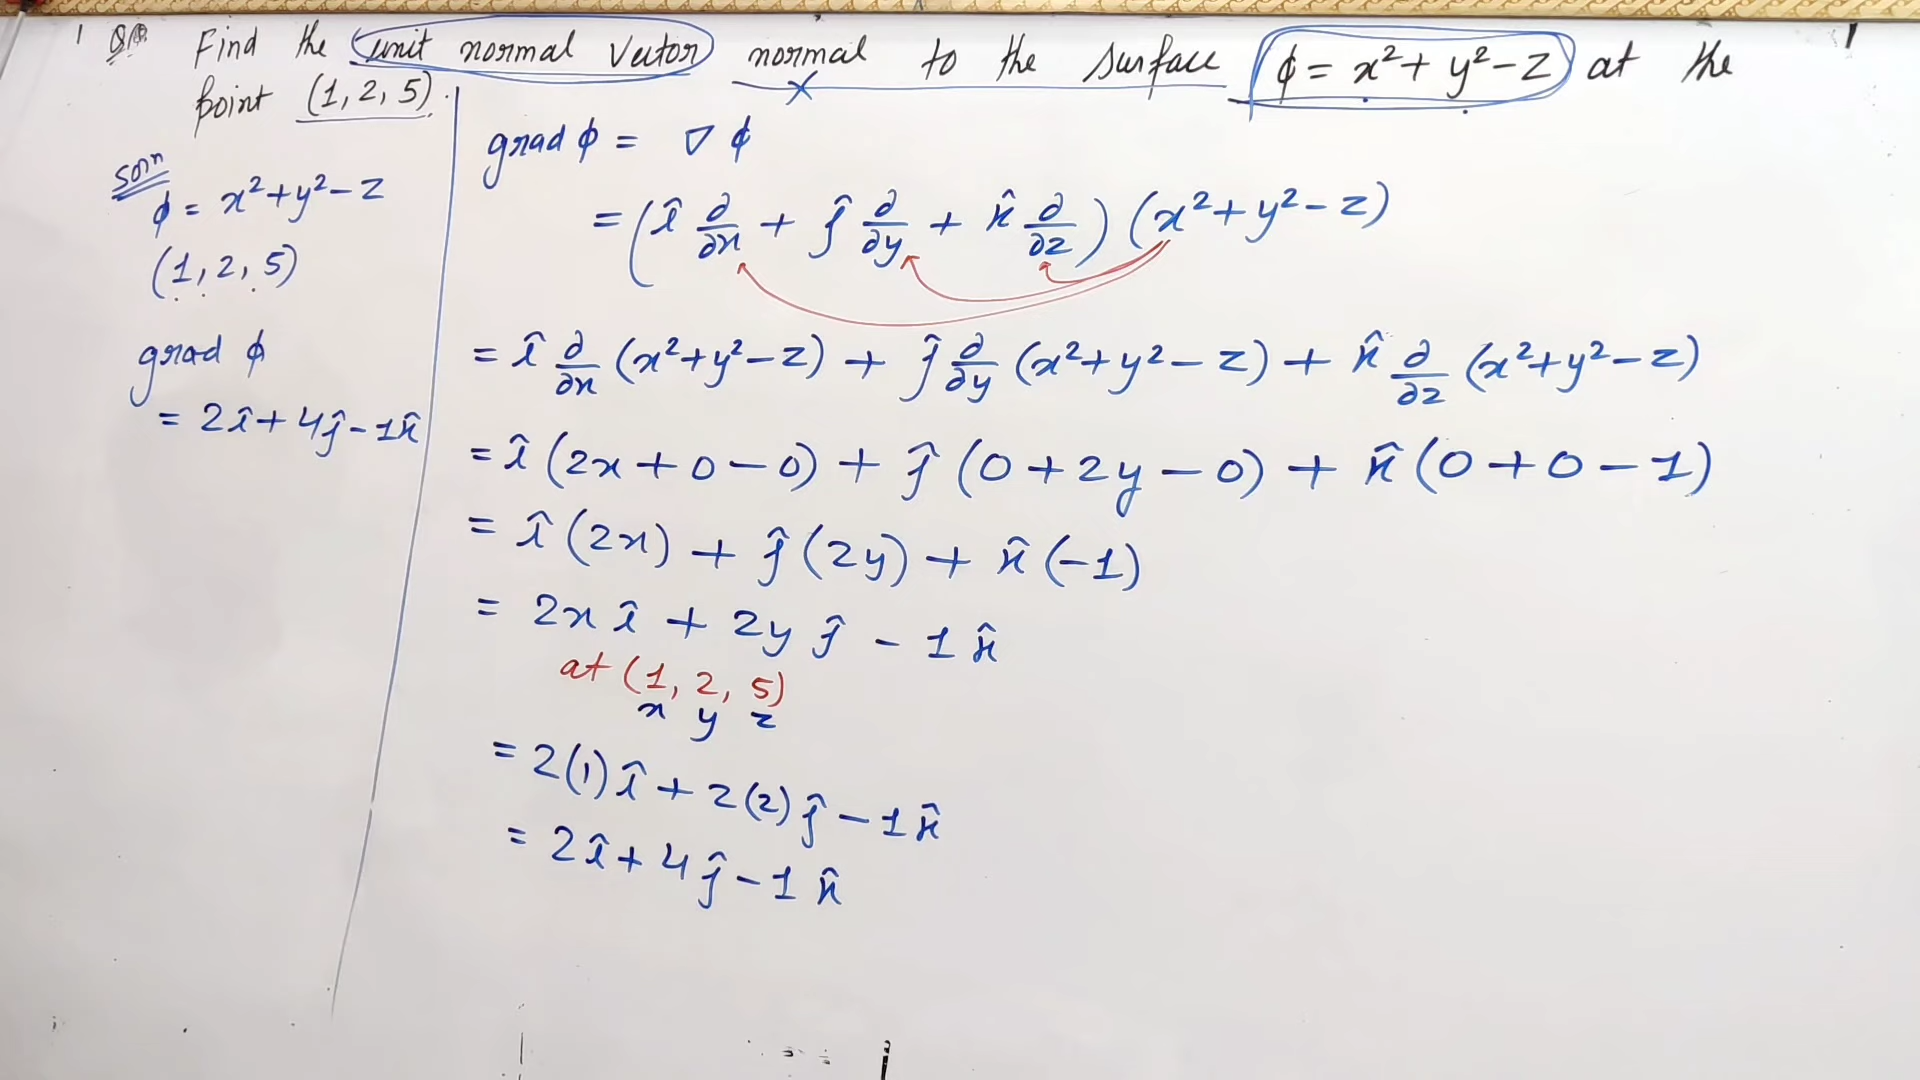 Find the unit normal Vector normal to the surface ϕ = x² + y² − z at the
point (1, 2, 5).
Soln
ϕ = x² + y² − z
(1, 2, 5)
grad ϕ
= 2î + 4ĵ − 1k̂
grad ϕ = ∇ ϕ
= (î ∂/∂x + ĵ ∂/∂y + k̂ ∂/∂z) (x² + y² − z)
= î ∂/∂x (x² + y² − z) + ĵ ∂/∂y (x² + y² − z) + k̂ ∂/∂z (x² + y² − z)
= î (2x + 0 − 0) + ĵ (0 + 2y − 0) + k̂ (0 + 0 − 1)
= î (2x) + ĵ (2y) + k̂ (−1)
= 2x î + 2y ĵ − 1 k̂
at (1, 2, 5)
x y z
= 2(1) î + 2(2) ĵ − 1 k̂
= 2î + 4ĵ − 1 k̂